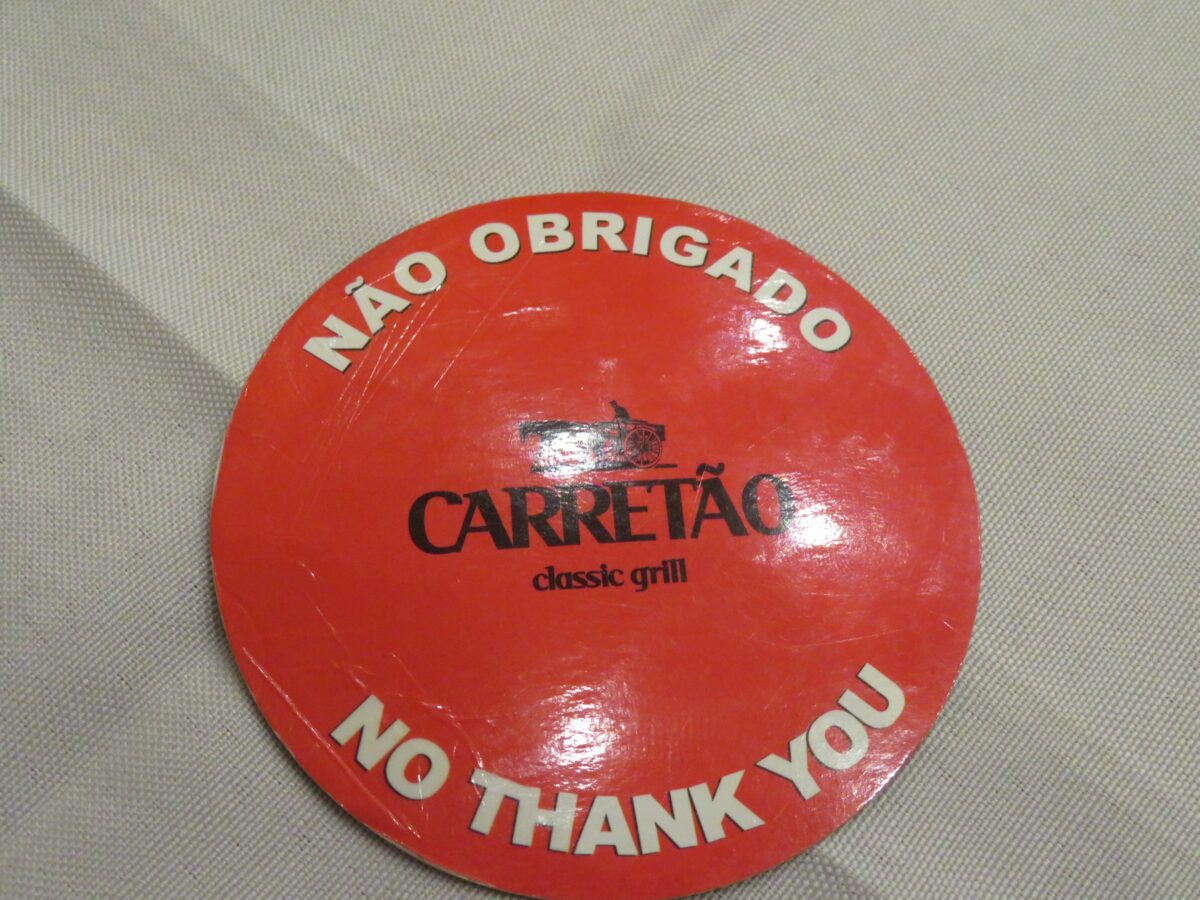 NÃO OBRIGADO
CARRETÃO
classic grill
NO THANK YOU